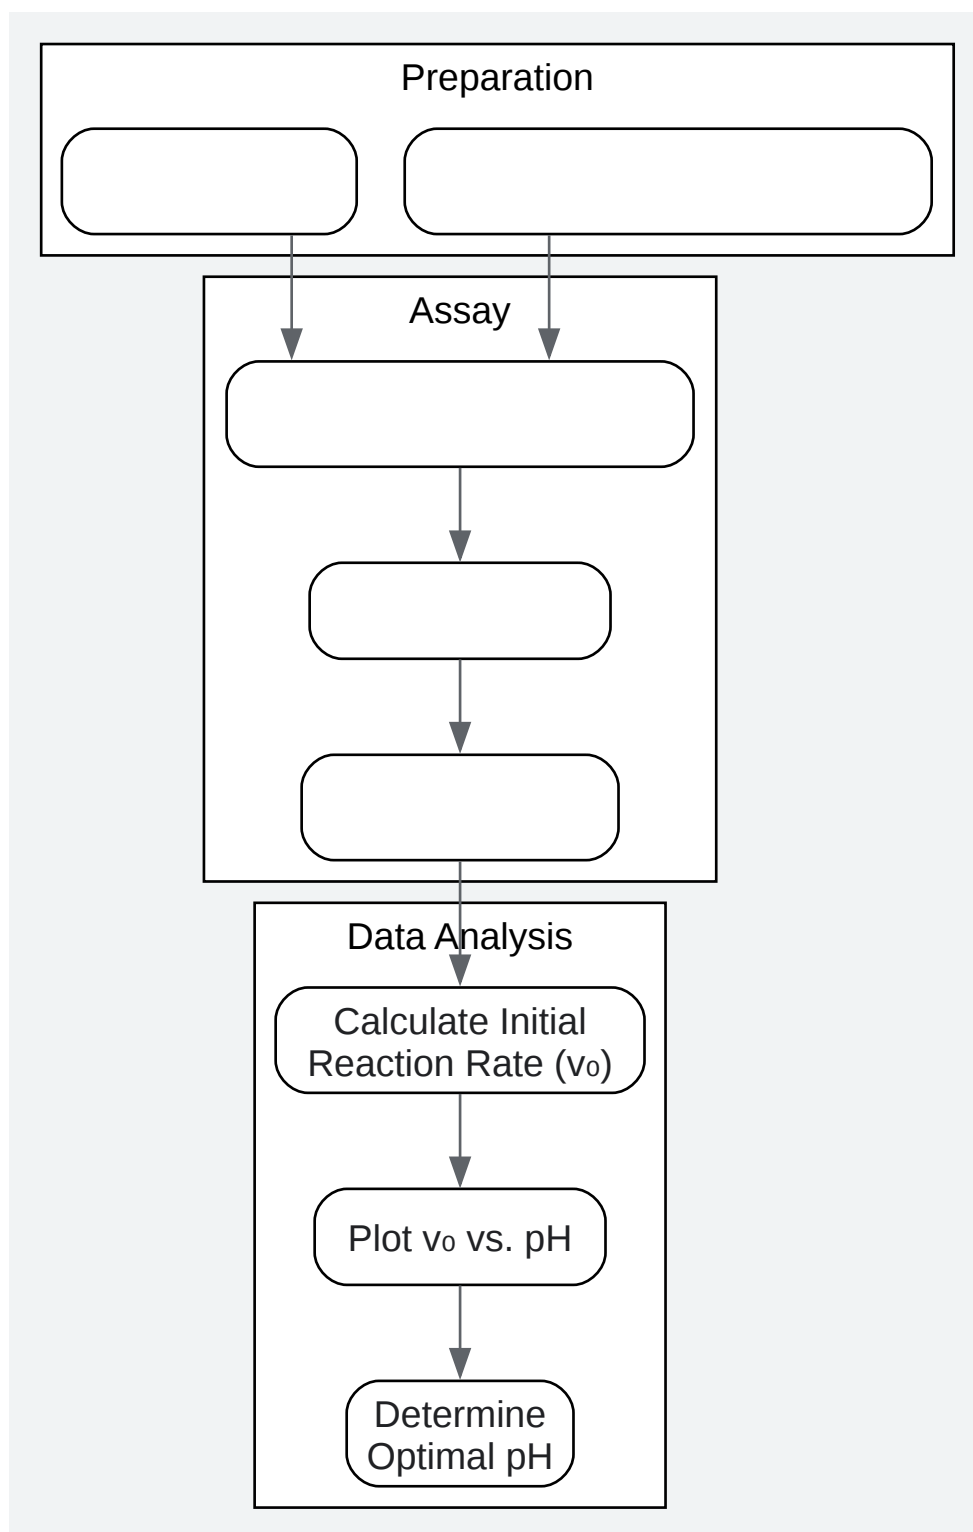 Preparation
Assay
Data Analysis
Calculate Initial
Reaction Rate (v₀)
Plot v₀ vs. pH
Determine
Optimal pH